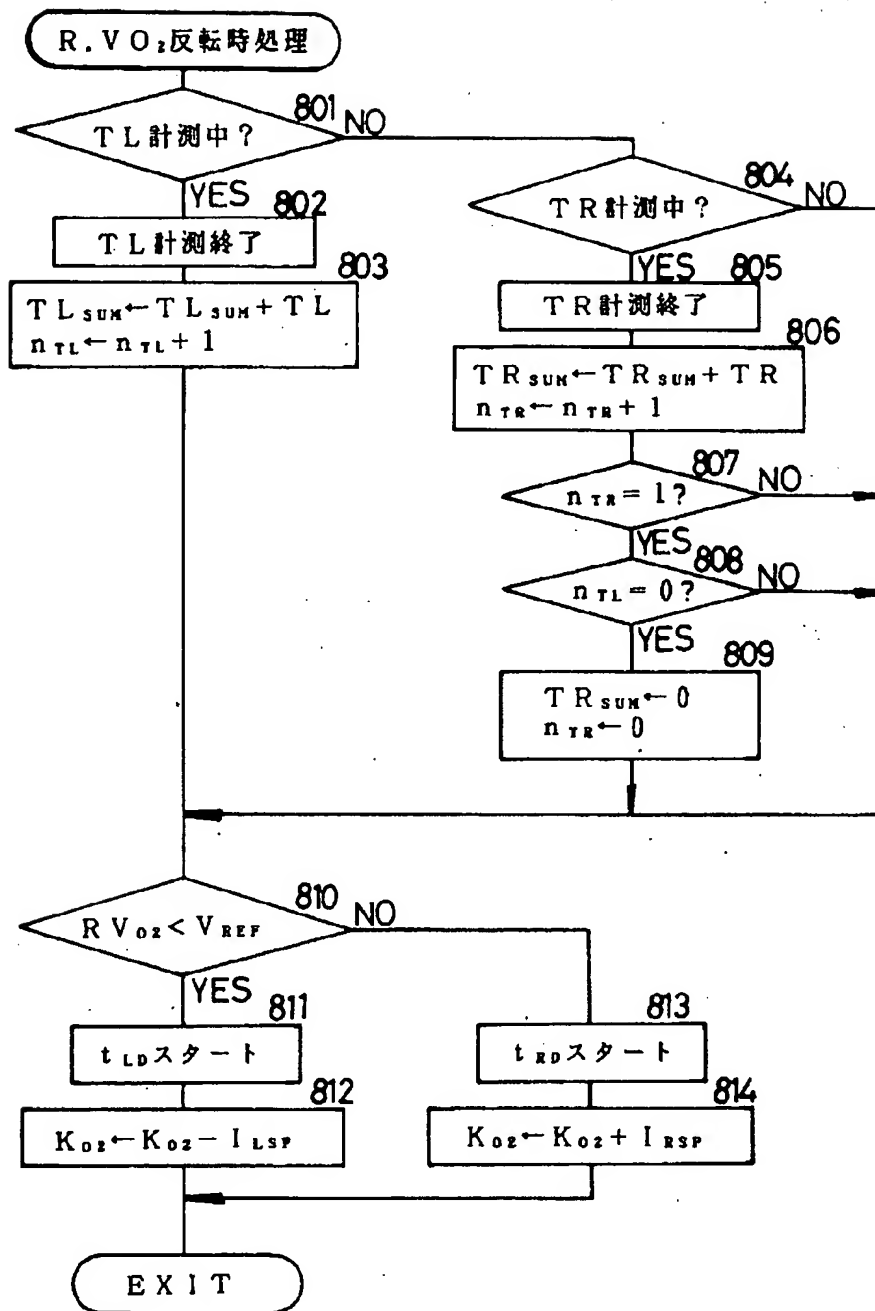 R.VO₂反転時処理
801
TL計測中?
NO
YES
802
TL計測終了
803
TL_SUM←TL_SUM+TL
n_TL←n_TL+1
804
TR計測中?
NO
YES
805
TR計測終了
806
TR_SUM←TR_SUM+TR
n_TR←n_TR+1
807
n_TR=1?
NO
YES
808
n_TL=0?
NO
YES
809
TR_SUM←0
n_TR←0
810
RV_O2<V_REF
NO
YES
811
t_LDスタート
812
K_O2←K_O2-I_LSP
813
t_RDスタート
814
K_O2←K_O2+I_RSP
EXIT